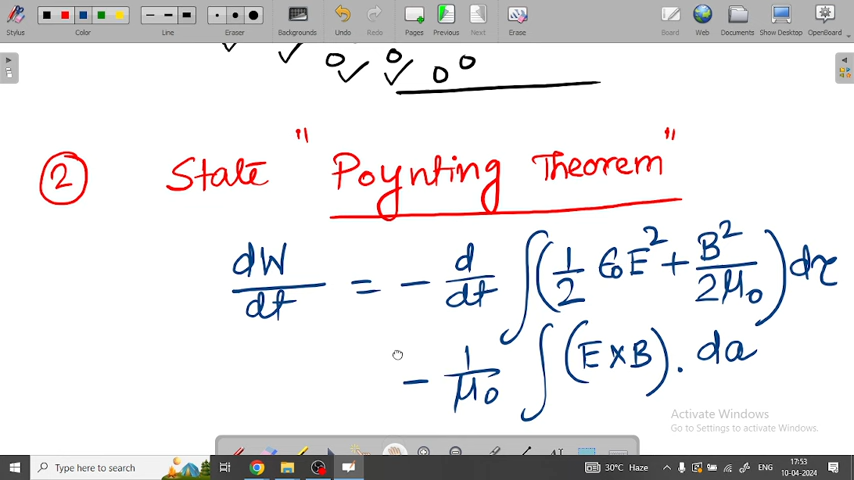 Stylus
Color
Line
Eraser
Backgrounds
Undo
Redo
Pages
Previous
Next
Erase
Board
Web
Documents
Show Desktop
OpenBoard
2 State "Poynting Theorem"
dW/dt = - d/dt ∫(1/2 ϵ0E² + B²/2μ0)dτ
- 1/μ0 ∫(E×B). da
Activate Windows
Go to Settings to activate Windows.
Type here to search
30°C Haze
ENG
17:53
10-04-2024